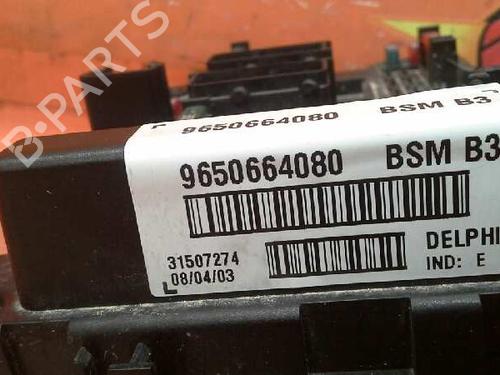 9650664080 BSM B3
9650664080 BSM B3
31507274
08/04/03
DELPHI
IND: E
B-PARTS